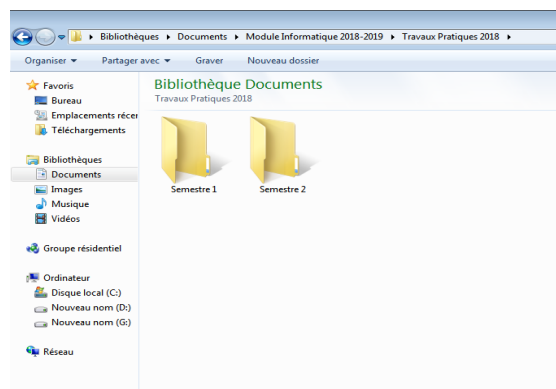 Bibliothèques ▸ Documents ▸ Module Informatique 2018-2019 ▸ Travaux Pratiques 2018 ▸
Organiser Partager avec Graver Nouveau dossier
Favoris
Bureau
Emplacements récer
Téléchargements
Bibliothèques
Documents
Images
Musique
Vidéos
Groupe résidentiel
Ordinateur
Disque local (C:)
Nouveau nom (D:)
Nouveau nom (G:)
Réseau
Bibliothèque Documents
Travaux Pratiques 2018
Semestre 1
Semestre 2